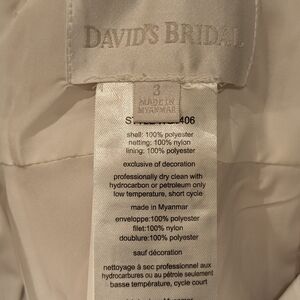 DAVID'S BRIDAL
3
MADE IN
MYANMAR
406
shell: 100% polyester
netting: 100% nylon
lining: 100% polyester
exclusive of decoration
professionally dry clean with
hydrocarbon or petroleum only
low temperature, short cycle
made in Myanmar
enveloppe:100% polyester
filet:100% nylon
doublure:100% polyester
sauf décoration
nettoyage à sec professionnel aux
hydrocarbures ou au pétrole seulement
basse température, cycle court